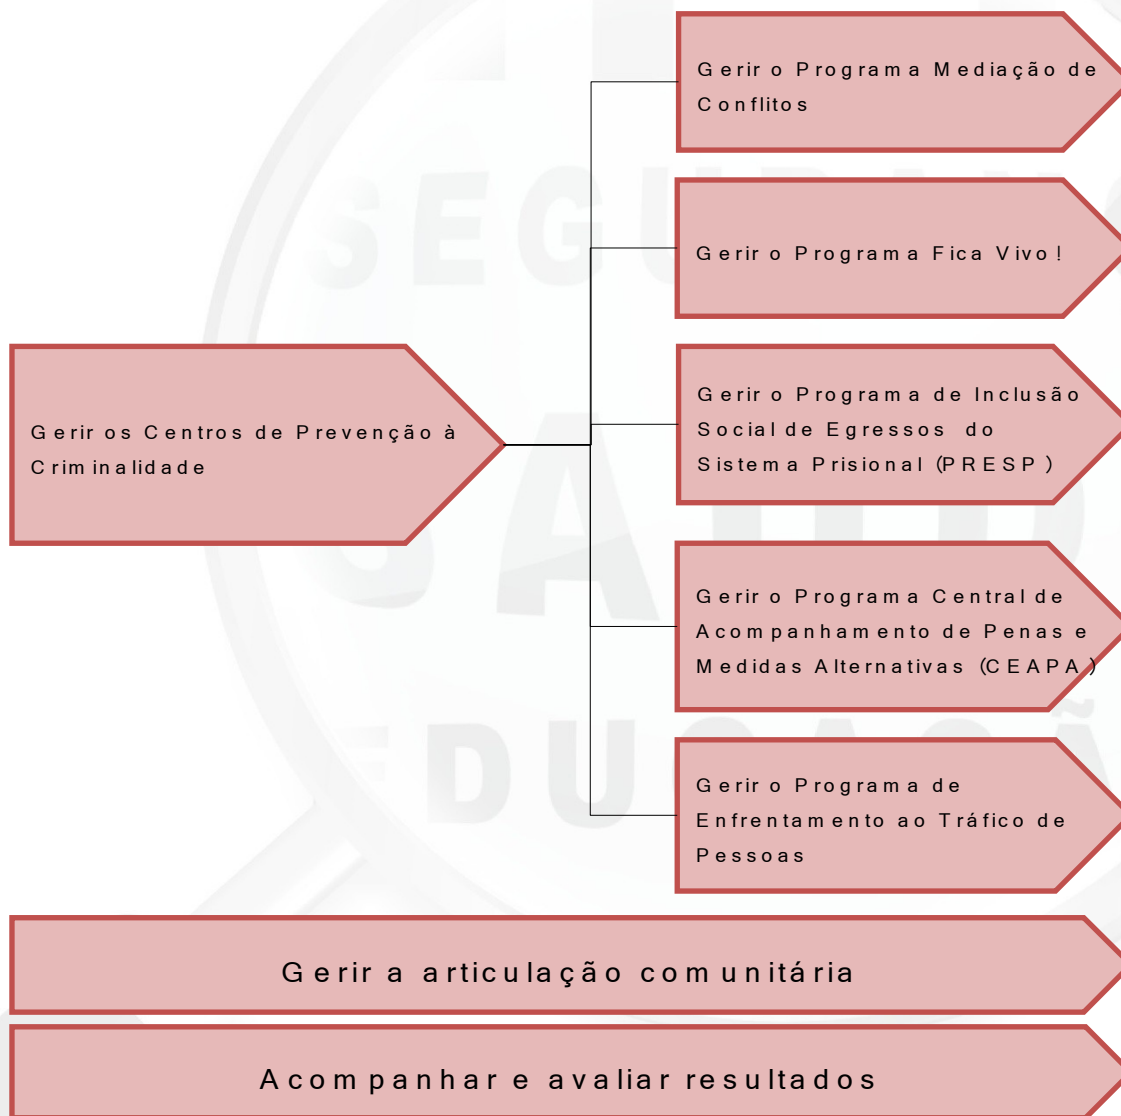 Gerir o Programa Mediação de
Conflitos
Gerir o Programa Fica Vivo!
Gerir os Centros de Prevenção à
Criminalidade
Gerir o Programa de Inclusão
Social de Egressos do
Sistema Prisional (PRESP)
Gerir o Programa Central de
Acompanhamento de Penas e
Medidas Alternativas (CEAPA)
Gerir o Programa de
Enfrentamento ao Tráfico de
Pessoas
Gerir a articulação comunitária
Acompanhar e avaliar resultados